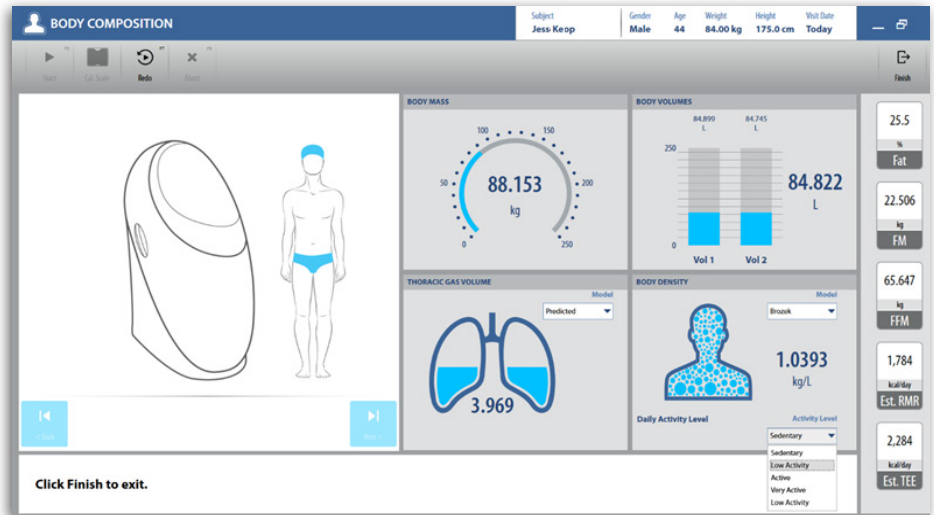 BODY COMPOSITION
Subject
Jess Keop
Gender Age Weight Height Visit Date
Male 44 84.00 kg 175.0 cm Today
Start
Cal. Scale
Redo
Abort
Finish
BODY MASS
0
50
100
150
200
250
88.153
kg
BODY VOLUMES
84.899 84.745
L L
250
0
Vol 1 Vol 2
84.822
L
THORACIC GAS VOLUME
Model
Predicted
3.969
BODY DENSITY
Model
Brozek
1.0393
kg/L
Daily Activity Level
Activity Level
Sedentary
Sedentary
Low Activity
Active
Very Active
Low Activity
25.5
%
Fat
22.506
kg
FM
65.647
kg
FFM
1,784
kcal/day
Est. RMR
2,284
kcal/day
Est. TEE
< Back
Next >
Click Finish to exit.